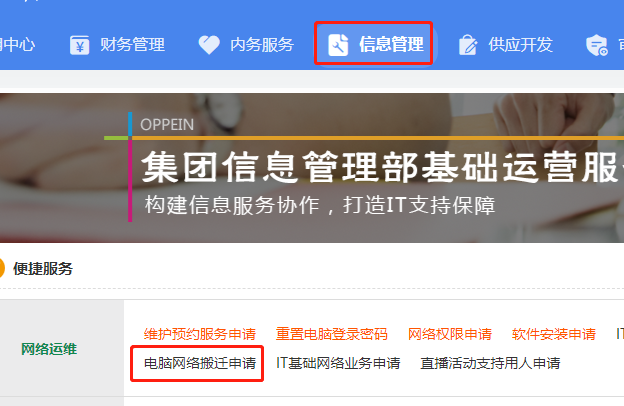 中心 财务管理 内务服务 信息管理 供应开发
OPPEIN
集团信息管理部基础运营服
构建信息服务协作，打造IT支持保障
便捷服务
维护预约服务申请 重置电脑登录密码 网络权限申请 软件安装申请
网络运维
电脑网络搬迁申请 IT基础网络业务申请 直播活动支持用人申请